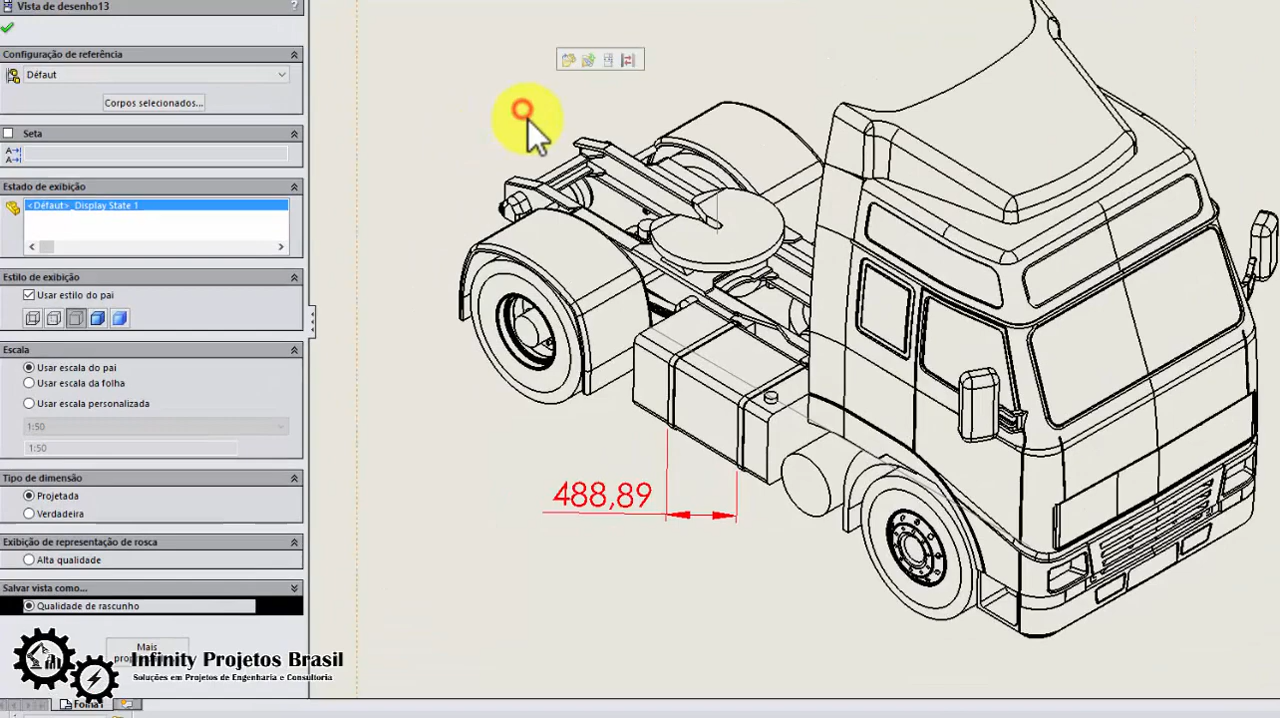 Vista de desenho13
?
Configuração de referência
Défaut
Corpos selecionados...
Seta
Estado de exibição
<Défaut>_Display State 1
Estilo de exibição
Usar estilo do pai
Escala
Usar escala do pai
Usar escala da folha
Usar escala personalizada
1:50
1:50
Tipo de dimensão
Projetada
Verdadeira
Exibição de representação de rosca
Alta qualidade
Salvar vista como...
Qualidade de rascunho
Mais
Infinity Projetos Brasil
Soluções em Projetos de Engenharia e Consultoria
Folha1
488,89